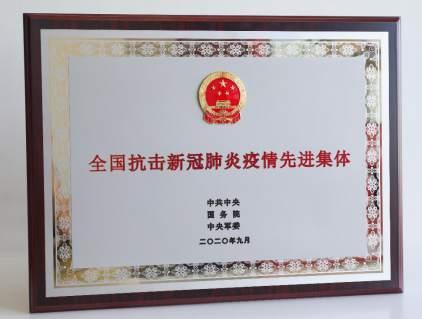 全国抗击新冠肺炎疫情先进集体
中共中央
国务院
中央军委
二〇二〇年九月